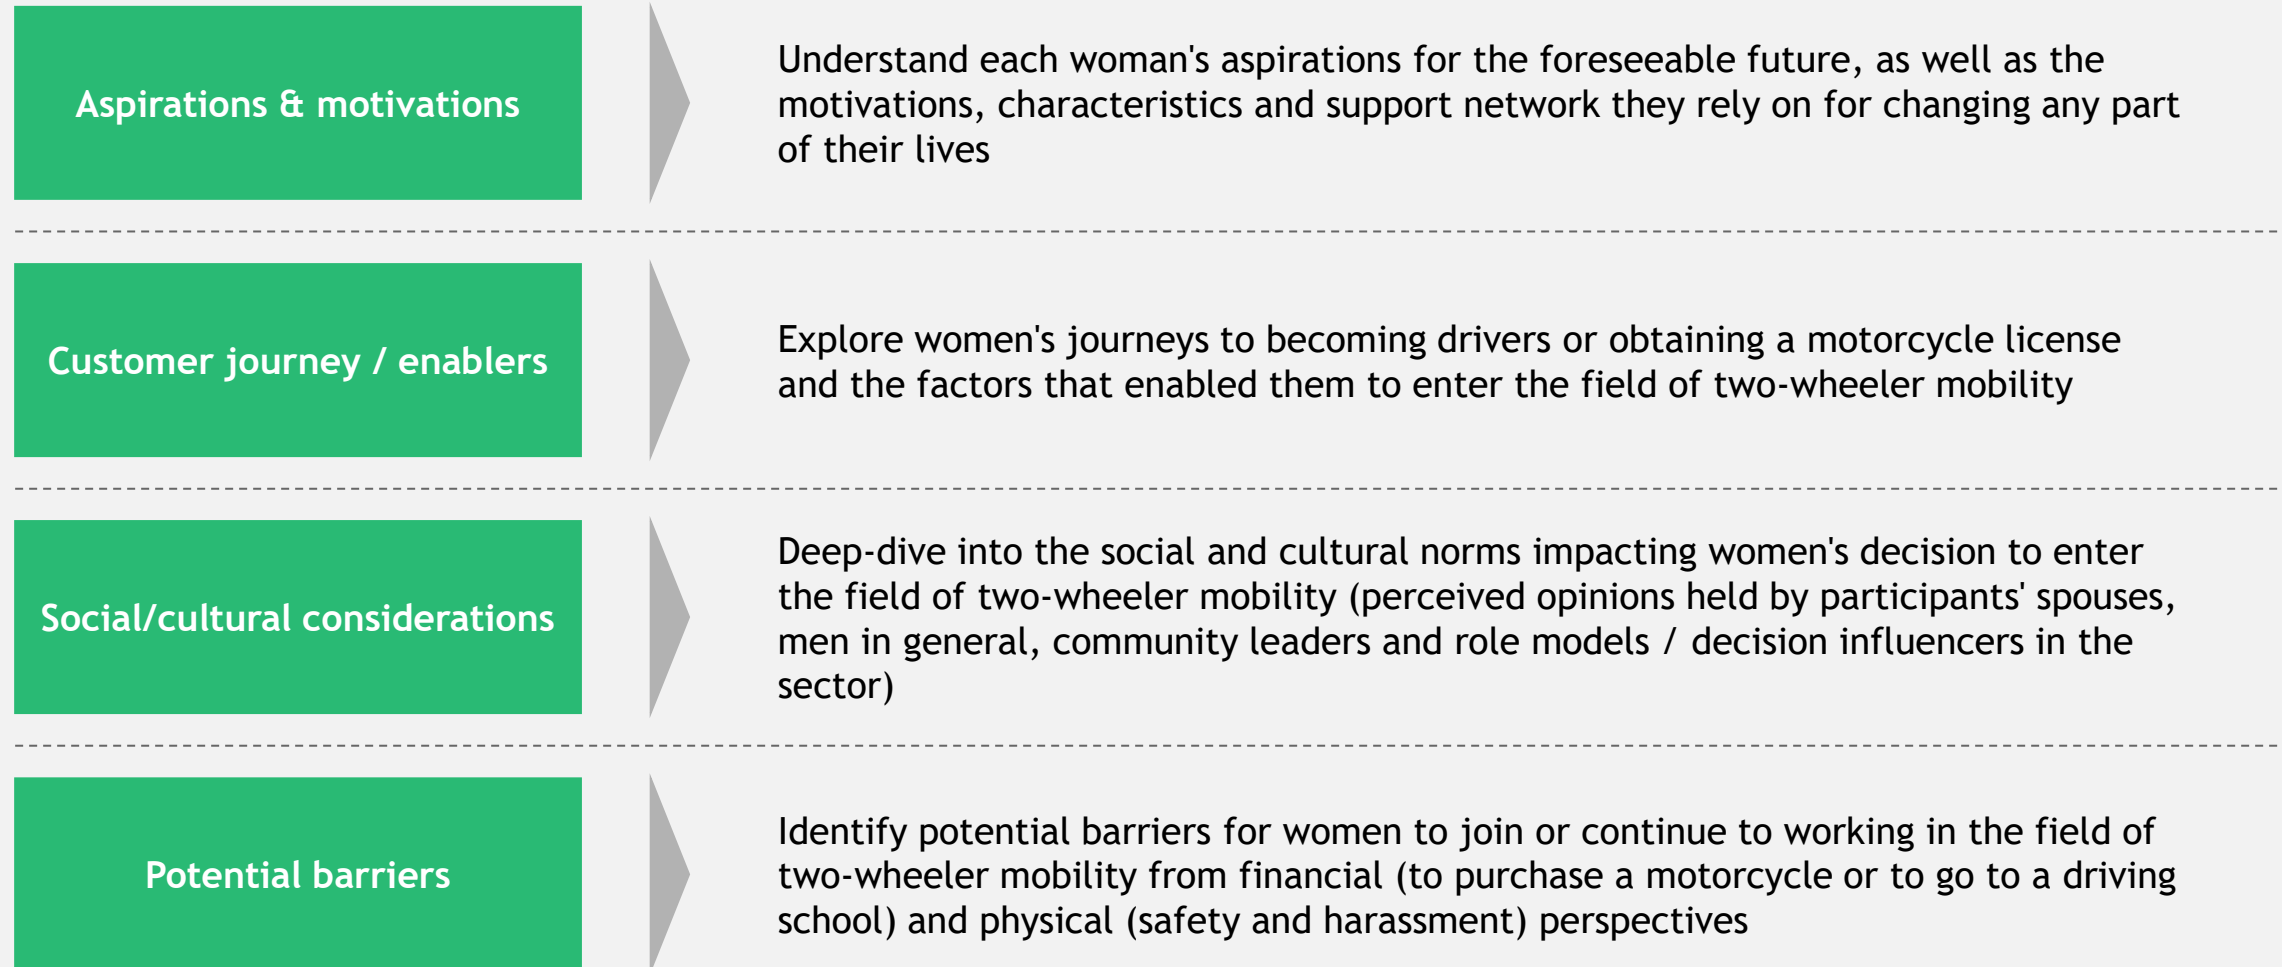 Aspirations & motivations
Understand each woman's aspirations for the foreseeable future, as well as the
motivations, characteristics and support network they rely on for changing any part
of their lives
Customer journey / enablers
Explore women's journeys to becoming drivers or obtaining a motorcycle license
and the factors that enabled them to enter the field of two-wheeler mobility
Social/cultural considerations
Deep-dive into the social and cultural norms impacting women's decision to enter
the field of two-wheeler mobility (perceived opinions held by participants' spouses,
men in general, community leaders and role models / decision influencers in the
sector)
Potential barriers
Identify potential barriers for women to join or continue to working in the field of
two-wheeler mobility from financial (to purchase a motorcycle or to go to a driving
school) and physical (safety and harassment) perspectives